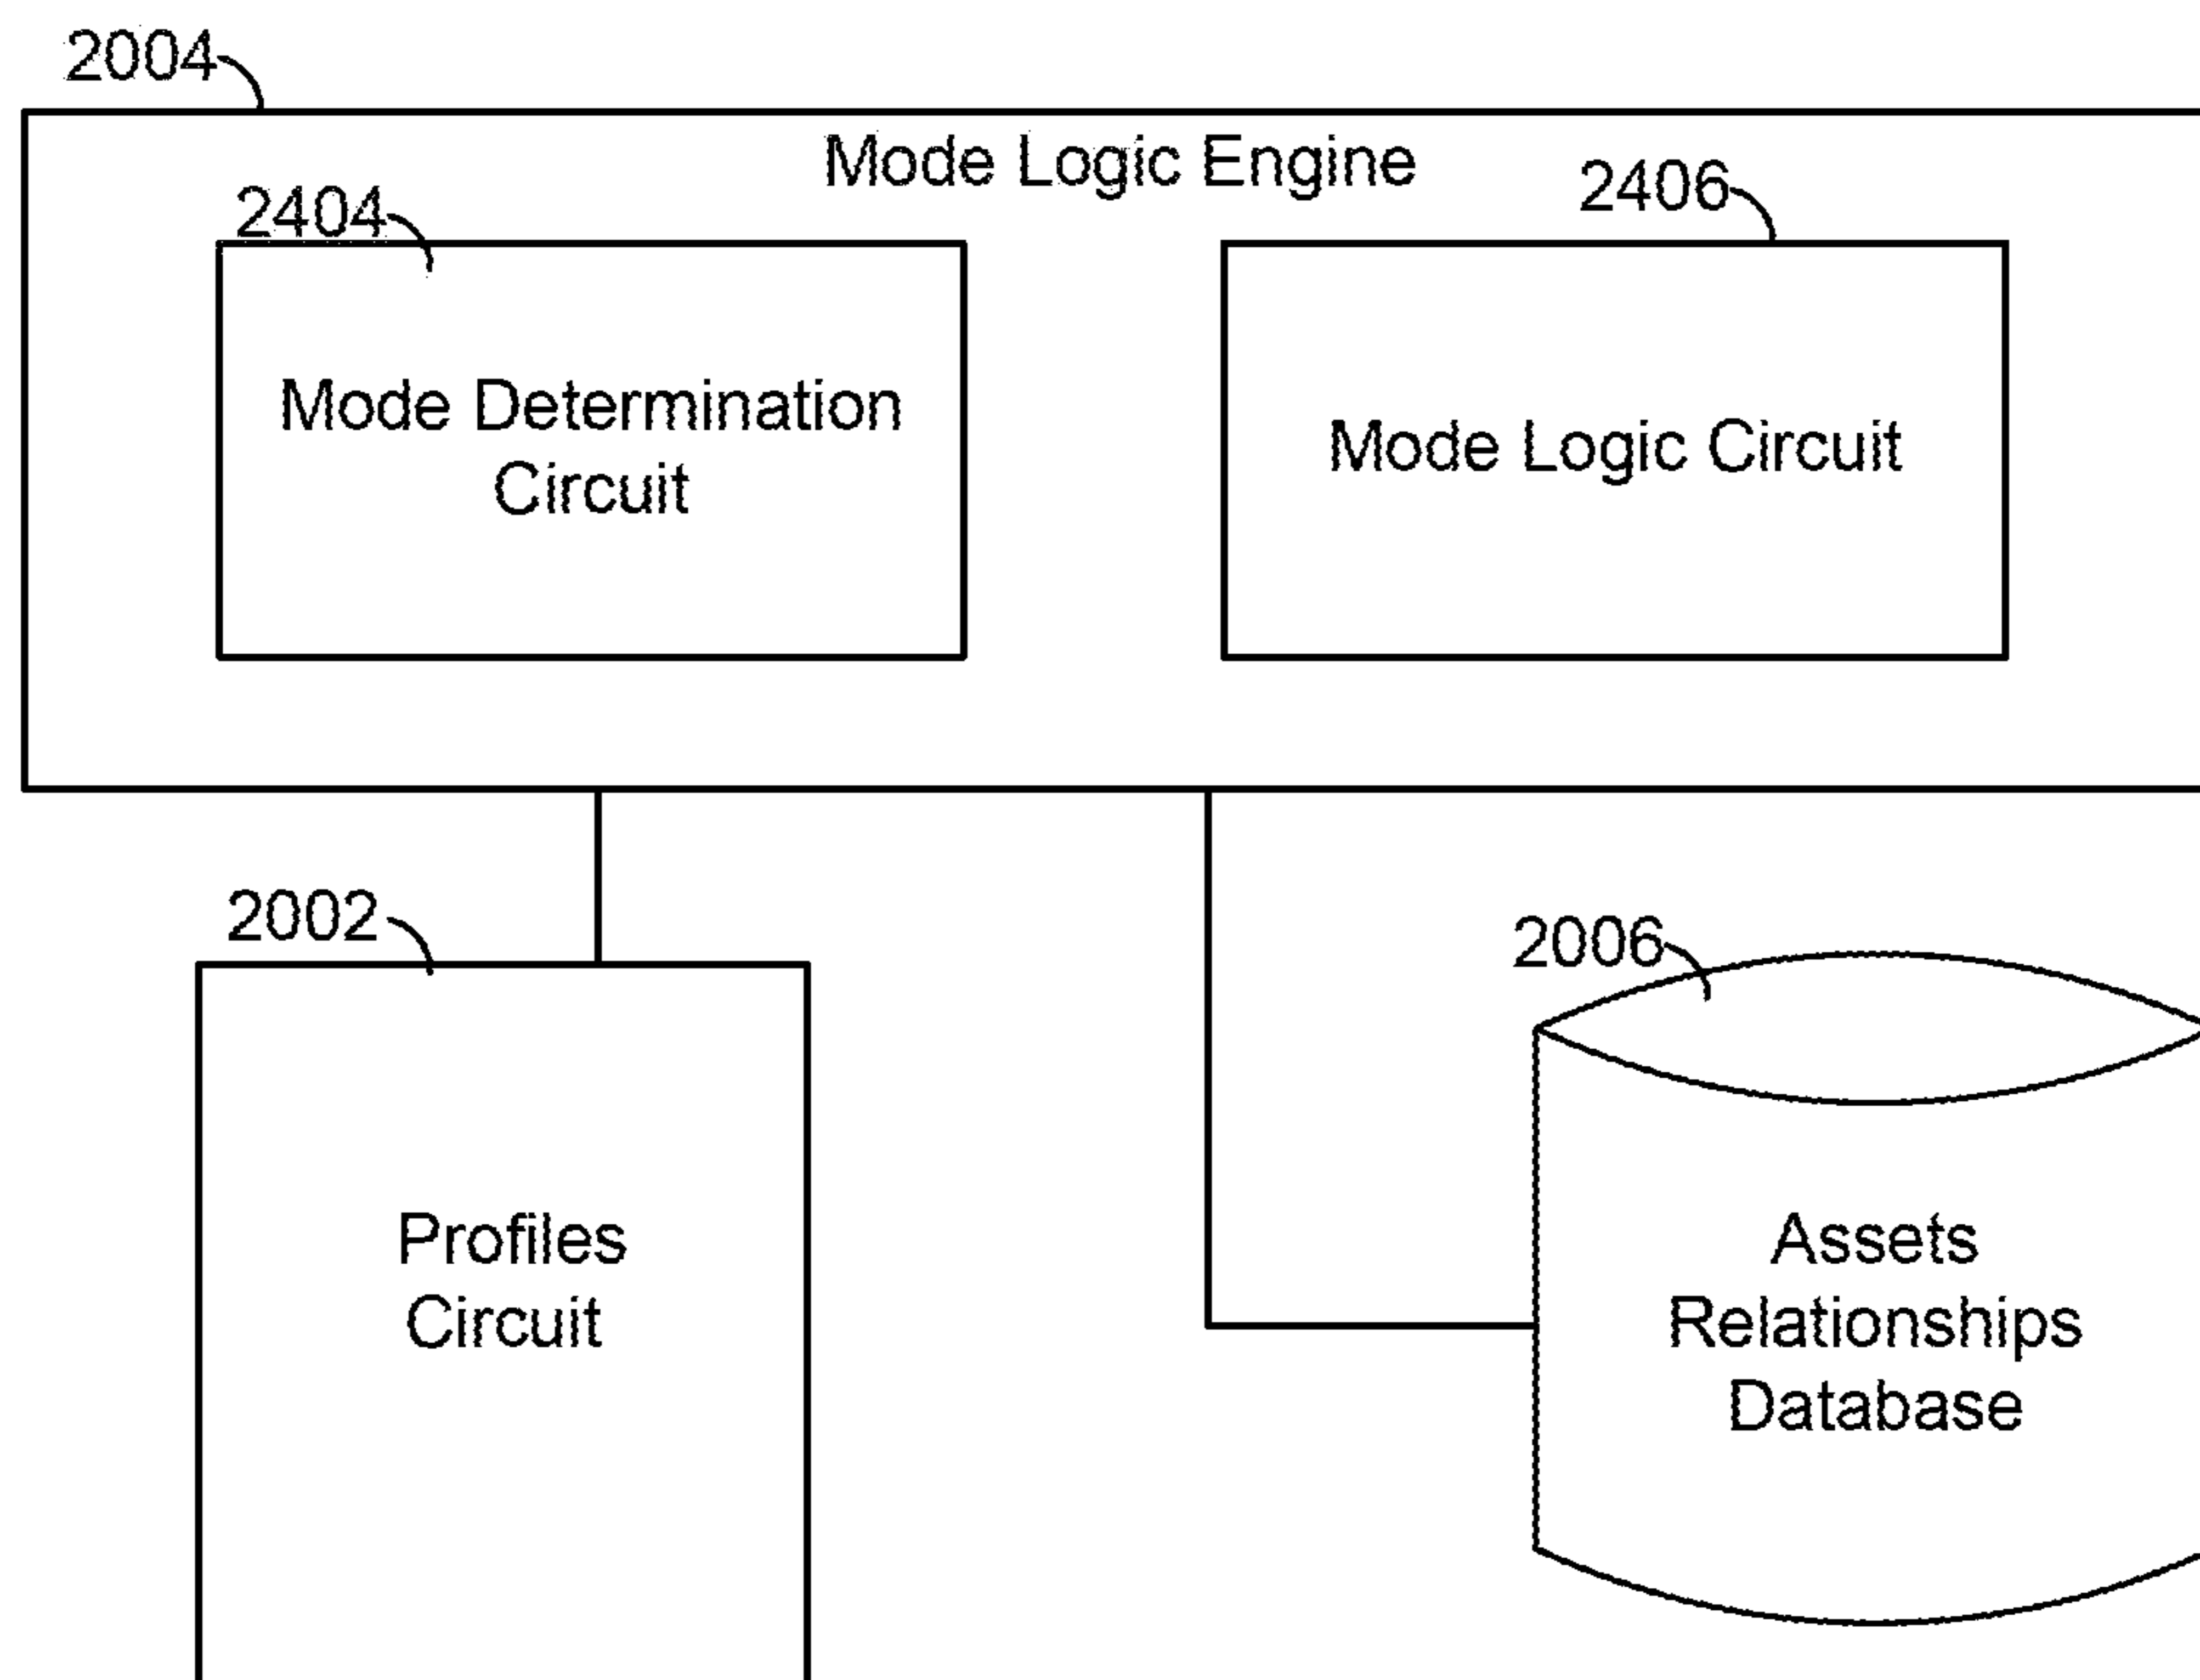 2004
Mode Logic Engine
2404
2406
Mode Determination
Circuit
Mode Logic Circuit
2002
2006
Profiles
Circuit
Assets
Relationships
Database